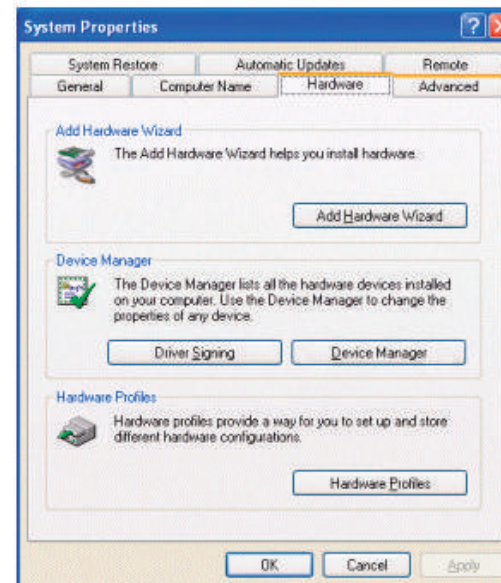 System Properties
System Restore Automatic Updates Remote
General Computer Name Hardware Advanced
Add Hardware Wizard
The Add Hardware Wizard helps you install hardware.
Add Hardware Wizard
Device Manager
The Device Manager lists all the hardware devices installed
on your computer. Use the Device Manager to change the
properties of any device.
Driver Signing Device Manager
Hardware Profiles
Hardware profiles provide a way for you to set up and store
different hardware configurations.
Hardware Profiles
OK Cancel Apply